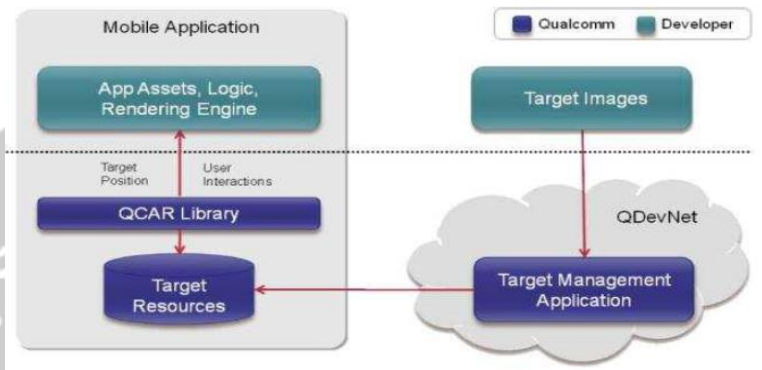 Mobile Application
Qualcomm
Developer
App Assets, Logic,
Rendering Engine
Target Images
Target
Position
User
Interactions
QCAR Library
QDevNet
Target
Resources
Target Management
Application